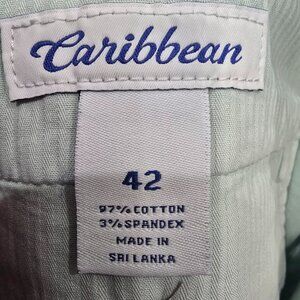 Caribbean
42
97% COTTON
3% SPANDEX
MADE IN
SRI LANKA